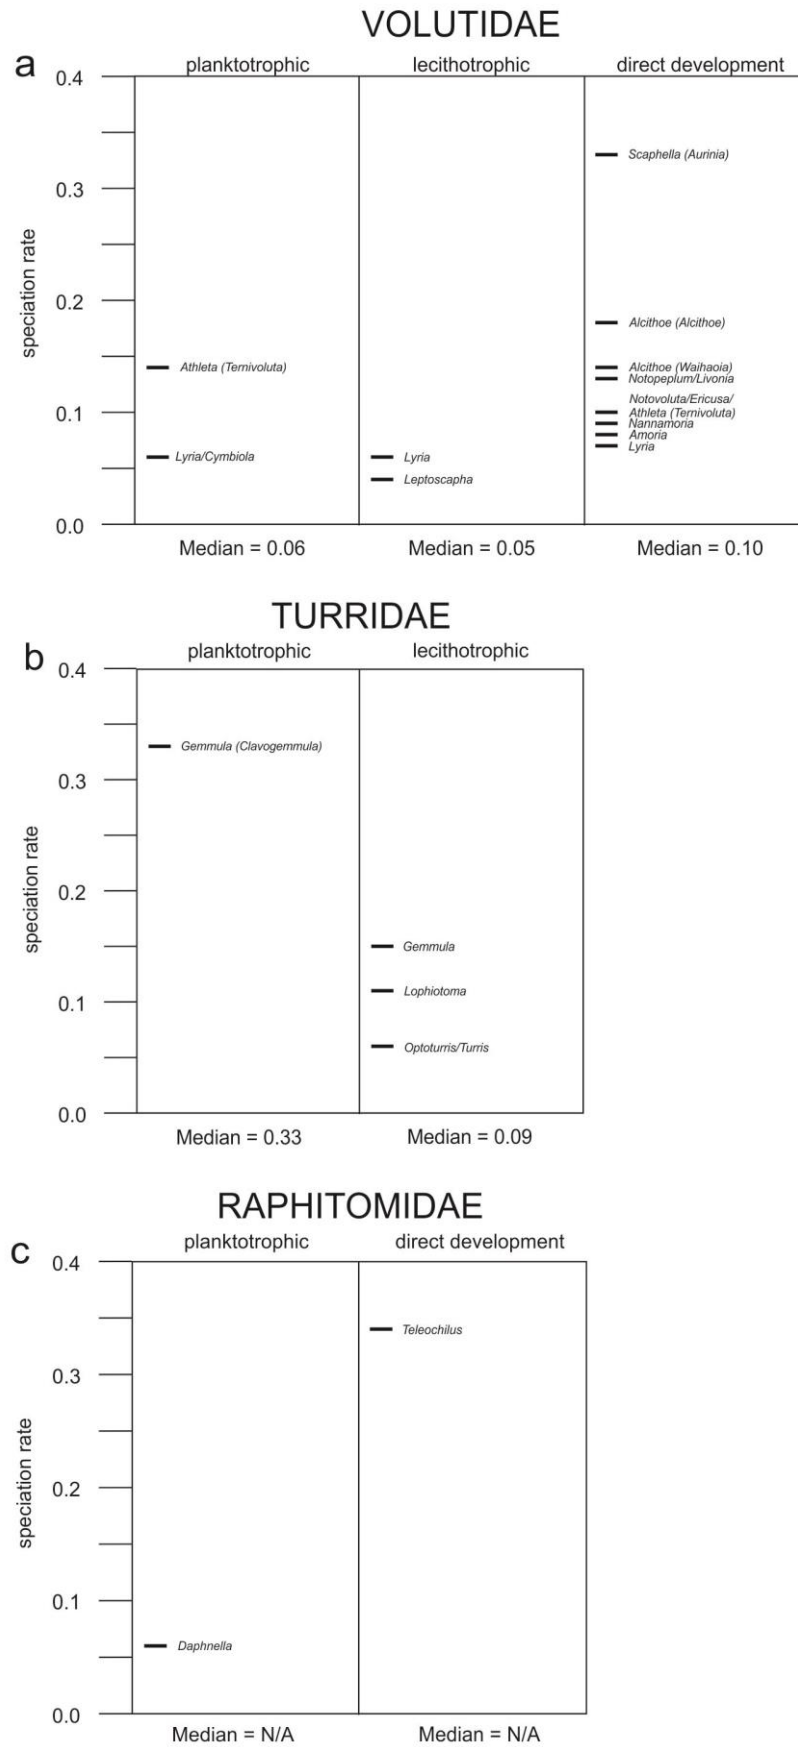 VOLUTIDAE
a
planktotrophic
lecithotrophic
direct development
0.4
0.3
0.2
0.1
0.0
speciation rate
Athleta (Ternivoluta)
Lyria/Cymbiola
Lyria
Leptoscapha
Scaphella (Aurinia)
Alcithoe (Alcithoe)
Alcithoe (Waihaoia)
Notopeplum/Livonia
Notovoluta/Ericusa/
Athleta (Ternivoluta)
Nannamoria
Amoria
Lyria
Median = 0.06
Median = 0.05
Median = 0.10
TURRIDAE
b
planktotrophic
lecithotrophic
0.4
0.3
0.2
0.1
0.0
speciation rate
Gemmula (Clavogemmula)
Gemmula
Lophiotoma
Optoturris/Turris
Median = 0.33
Median = 0.09
RAPHITOMIDAE
c
planktotrophic
direct development
0.4
0.3
0.2
0.1
0.0
speciation rate
Teleochilus
Daphnella
Median = N/A
Median = N/A